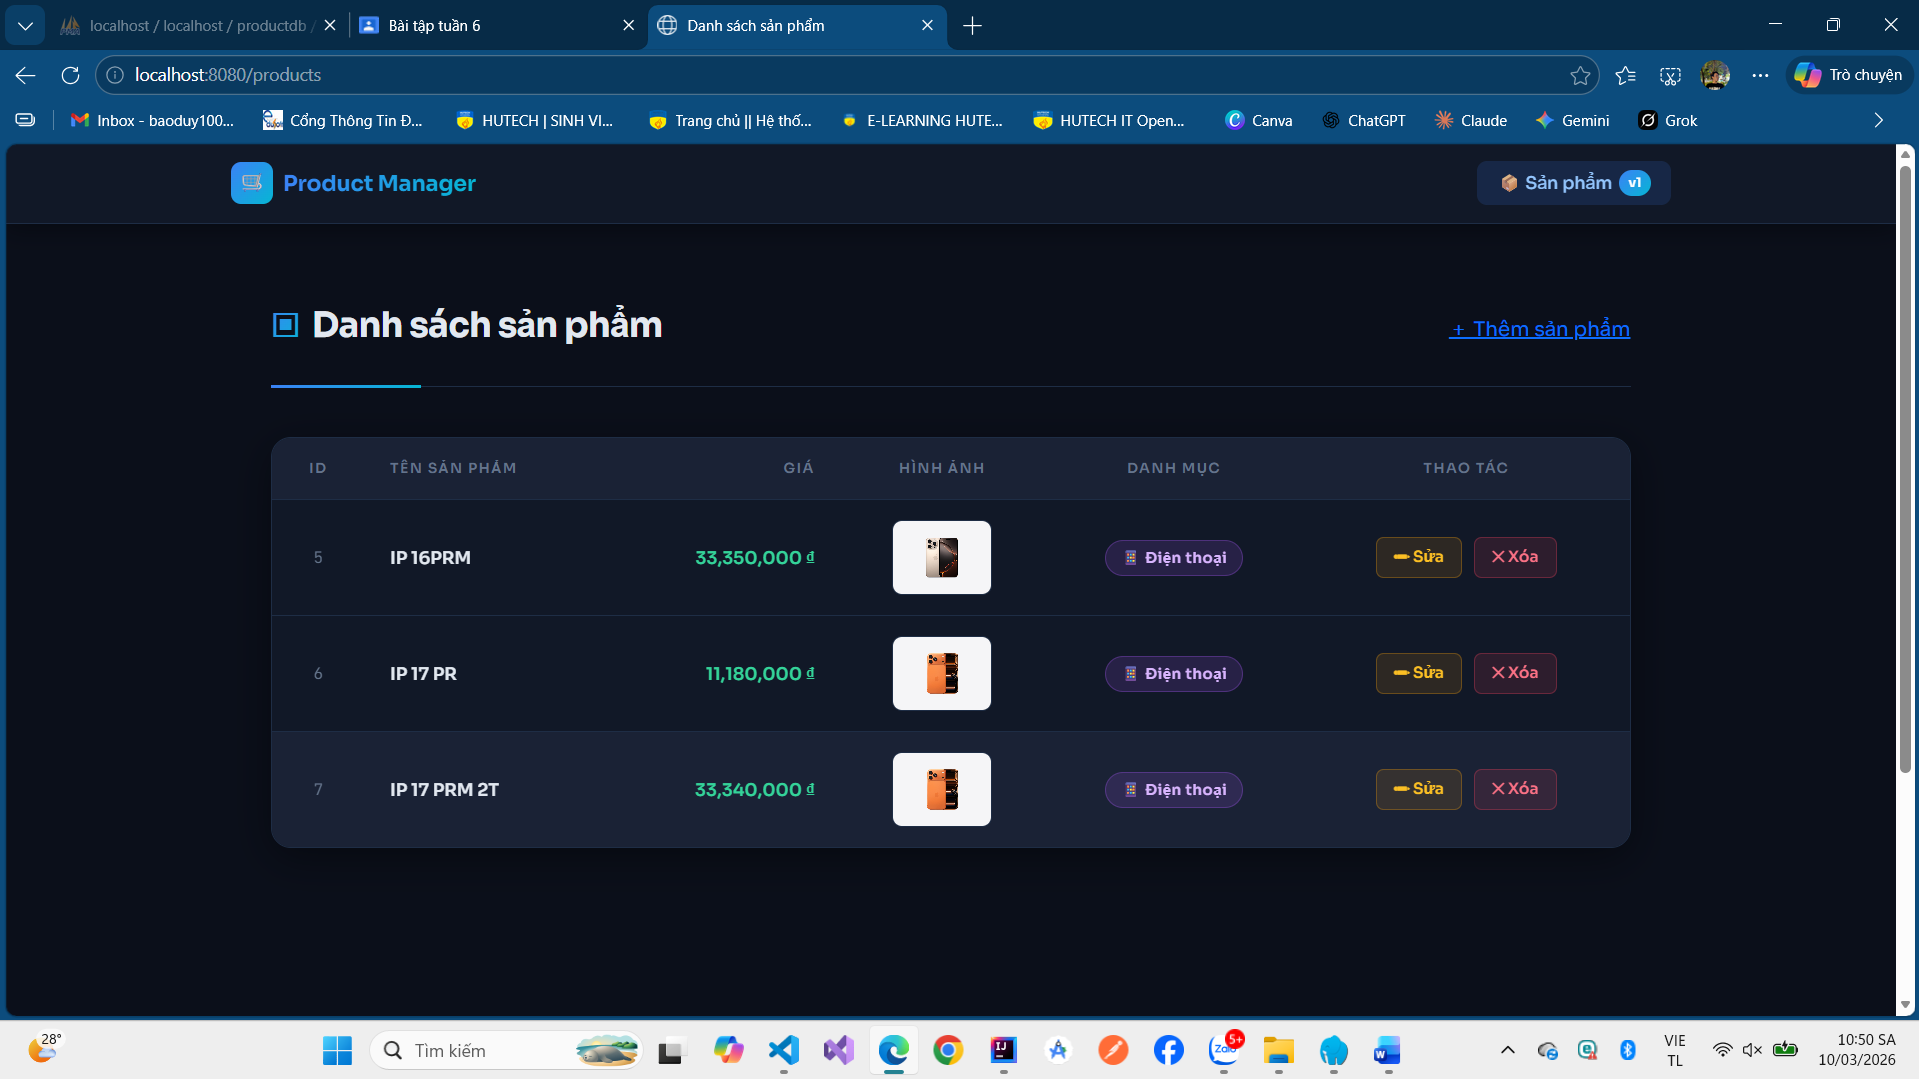 localhost / localhost / productdb /
Bài tập tuần 6
Danh sách sản phẩm
localhost:8080/products
Trò chuyện
Inbox - baoduy100...
Cổng Thông Tin Đ...
HUTECH | SINH VI...
Trang chủ || Hệ thố...
E-LEARNING HUTE...
HUTECH IT Open...
Canva
ChatGPT
Claude
Gemini
Grok
Product Manager
Sản phẩm v1
Danh sách sản phẩm
+ Thêm sản phẩm
ID TÊN SẢN PHẨM GIÁ HÌNH ẢNH DANH MỤC THAO TÁC
5 IP 16PRM 33,350,000 ₫ Điện thoại Sửa Xóa
6 IP 17 PR 11,180,000 ₫ Điện thoại Sửa Xóa
7 IP 17 PRM 2T 33,340,000 ₫ Điện thoại Sửa Xóa
28°
Tìm kiếm
Zalo
5+
VIE
TL
10:50 SA
10/03/2026